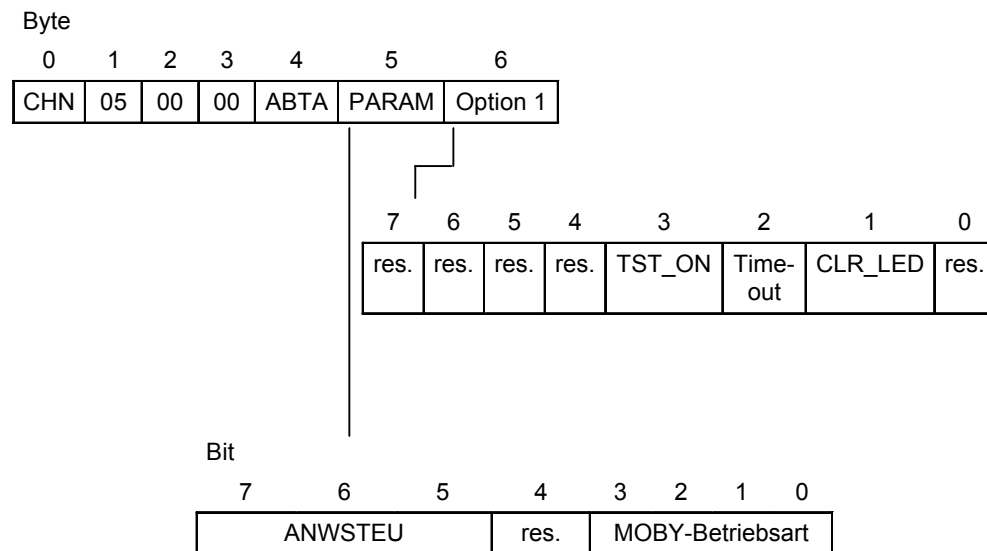 Byte
0 1 2 3 4 5 6
CHN 05 00 00 ABTA PARAM Option 1
7 6 5 4 3 2 1 0
res. res. res. res. TST_ON Time- CLR_LED res.
out
Bit
7 6 5 4 3 2 1 0
ANWSTEU res. MOBY-Betriebsart